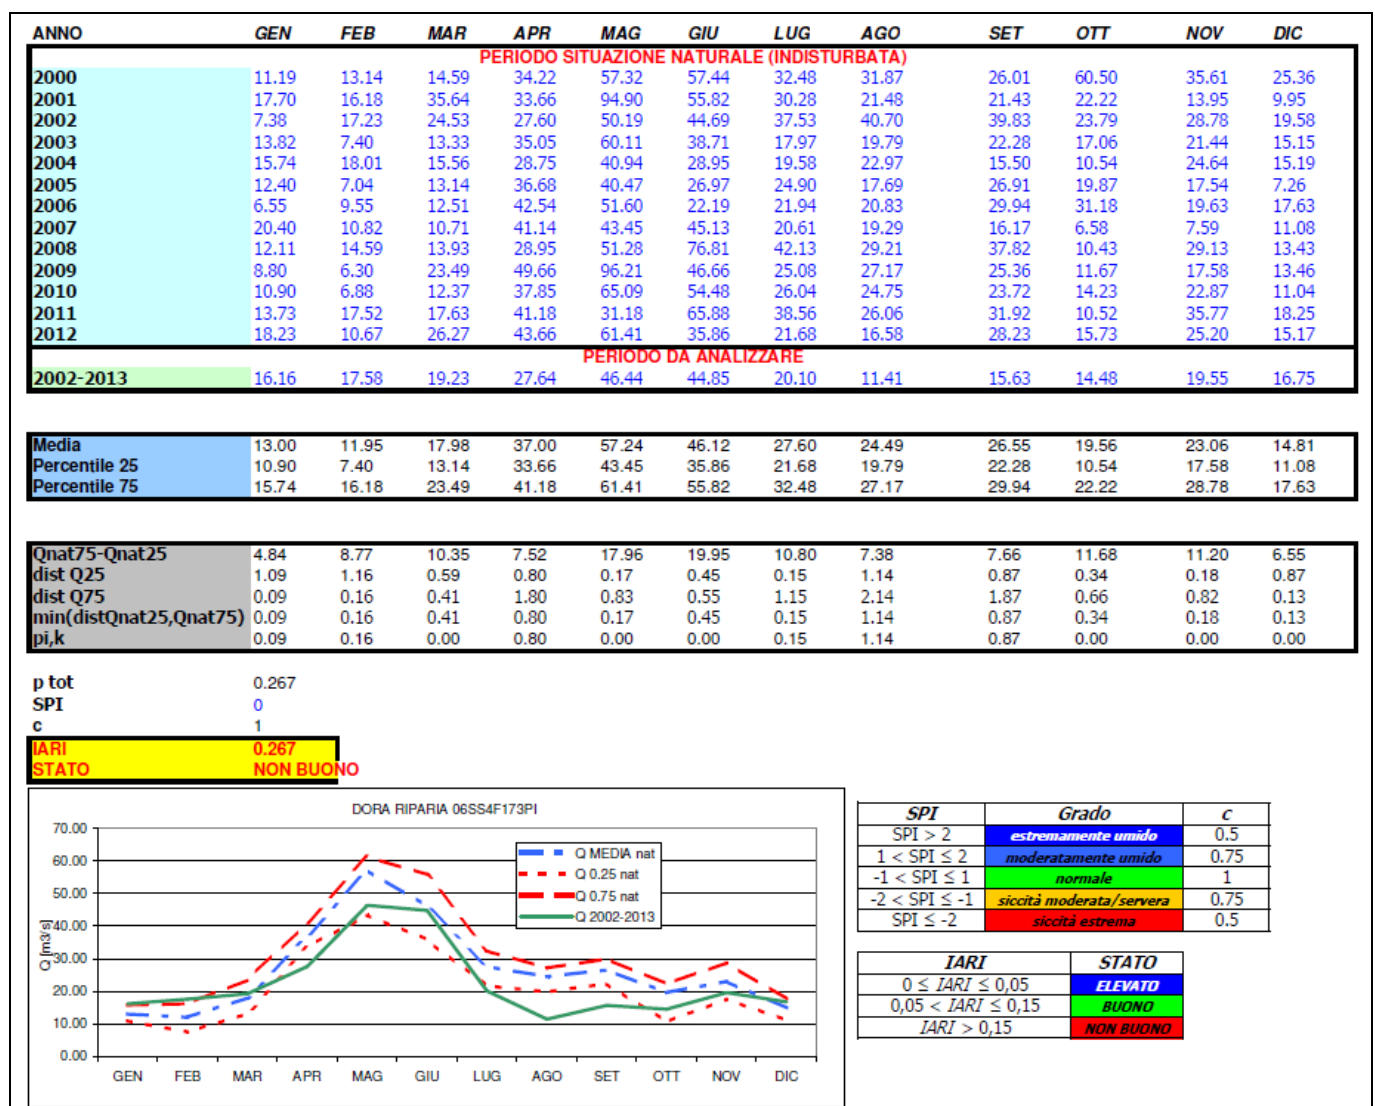 ANNO GEN FEB MAR APR MAG GIU LUG AGO SET OTT NOV DIC
PERIODO SITUAZIONE NATURALE (INDISTURBATA)
2000 11.19 13.14 14.59 34.22 57.32 57.44 32.48 31.87 26.01 60.50 35.61 25.36
2001 17.70 16.18 35.64 33.66 94.90 55.82 30.28 21.48 21.43 22.22 13.95 9.95
2002 7.38 17.23 24.53 27.60 50.19 44.69 37.53 40.70 39.83 23.79 28.78 19.58
2003 13.82 7.40 13.33 35.05 60.11 38.71 17.97 19.79 22.28 17.06 21.44 15.15
2004 15.74 18.01 15.56 28.75 40.94 28.95 19.58 22.97 15.50 10.54 24.64 15.19
2005 12.40 7.04 13.14 36.68 40.47 26.97 24.90 17.69 26.91 19.87 17.54 7.26
2006 6.55 9.55 12.51 42.54 51.60 22.19 21.94 20.83 29.94 31.18 19.63 17.63
2007 20.40 10.82 10.71 41.14 43.45 45.13 20.61 19.29 16.17 6.58 7.59 11.08
2008 12.11 14.59 13.93 28.95 51.28 76.81 42.13 29.21 37.82 10.43 29.13 13.43
2009 8.80 6.30 23.49 49.66 96.21 46.66 25.08 27.17 25.36 11.67 17.58 13.46
2010 10.90 6.88 12.37 37.85 65.09 54.48 26.04 24.75 23.72 14.23 22.87 11.04
2011 13.73 17.52 17.63 41.18 31.18 65.88 38.56 26.06 31.92 10.52 35.77 18.25
2012 18.23 10.67 26.27 43.66 61.41 35.86 21.68 16.58 28.23 15.73 25.20 15.17
PERIODO DA ANALIZZARE
2002-2013 16.16 17.58 19.23 27.64 46.44 44.85 20.10 11.41 15.63 14.48 19.55 16.75
Media 13.00 11.95 17.98 37.00 57.24 46.12 27.60 24.49 26.55 19.56 23.06 14.81
Percentile 25 10.90 7.40 13.14 33.66 43.45 35.86 21.68 19.79 22.28 10.54 17.58 11.08
Percentile 75 15.74 16.18 23.49 41.18 61.41 55.82 32.48 27.17 29.94 22.22 28.78 17.63
Qnat75-Qnat25 4.84 8.77 10.35 7.52 17.96 19.95 10.80 7.38 7.66 11.68 11.20 6.55
dist Q25 1.09 1.16 0.59 0.80 0.17 0.45 0.15 1.14 0.87 0.34 0.18 0.87
dist Q75 0.09 0.16 0.41 1.80 0.83 0.55 1.15 2.14 1.87 0.66 0.82 0.13
min(distQnat25,Qnat75) 0.09 0.16 0.41 0.80 0.17 0.45 0.15 1.14 0.87 0.34 0.18 0.13
pi,k 0.09 0.16 0.00 0.80 0.00 0.00 0.15 1.14 0.87 0.00 0.00 0.00
p tot 0.267
SPI 0
c 1
IARI 0.267
STATO NON BUONO
DORA RIPARIA 06SS4F173PI
Q [m3/s]
70.00
60.00
50.00
40.00
30.00
20.00
10.00
0.00
GEN FEB MAR APR MAG GIU LUG AGO SET OTT NOV DIC
Q MEDIA nat
Q 0.25 nat
Q 0.75 nat
Q 2002-2013
SPI Grado c
SPI > 2 estremamente umido 0.5
1 < SPI ≤ 2 moderatamente umido 0.75
-1 < SPI ≤ 1 normale 1
-2 < SPI ≤ -1 siccità moderata/servera 0.75
SPI ≤ -2 siccità estrema 0.5
IARI STATO
0 ≤ IARI ≤ 0,05 ELEVATO
0,05 < IARI ≤ 0,15 BUONO
IARI > 0,15 NON BUONO